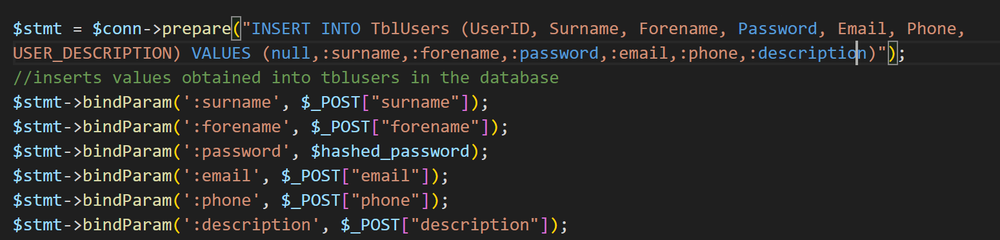 $stmt = $conn->prepare("INSERT INTO TblUsers (UserID, Surname, Forename, Password, Email, Phone,
USER_DESCRIPTION) VALUES (null,:surname,:forename,:password,:email,:phone,:description)");
//inserts values obtained into tblusers in the database
$stmt->bindParam(':surname', $_POST["surname"]);
$stmt->bindParam(':forename', $_POST["forename"]);
$stmt->bindParam(':password', $hashed_password);
$stmt->bindParam(':email', $_POST["email"]);
$stmt->bindParam(':phone', $_POST["phone"]);
$stmt->bindParam(':description', $_POST["description"]);